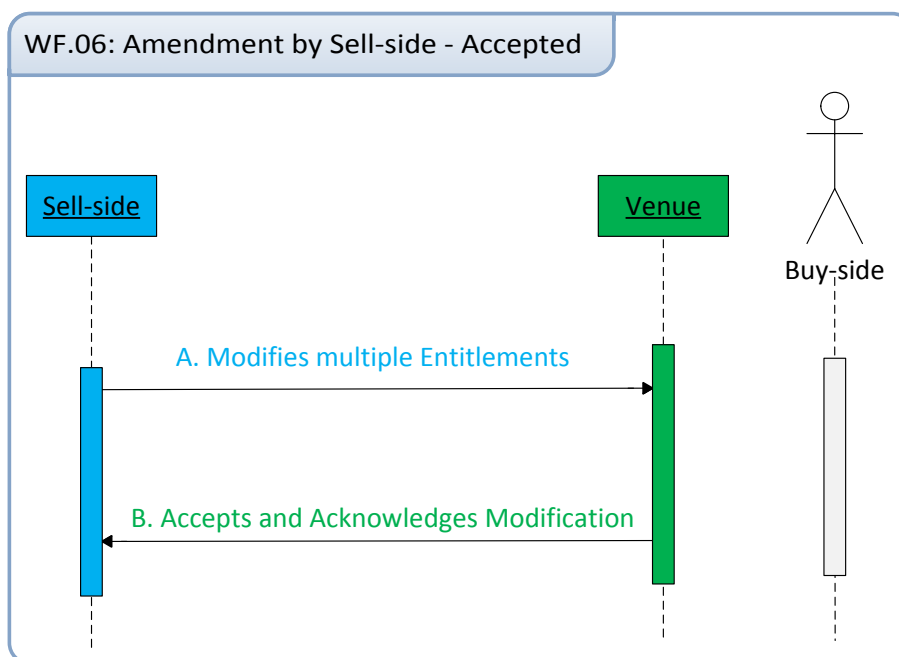 WF.06: Amendment by Sell-side - Accepted
Sell-side
Venue
Buy-side
A. Modifies multiple Entitlements
B. Accepts and Acknowledges Modification